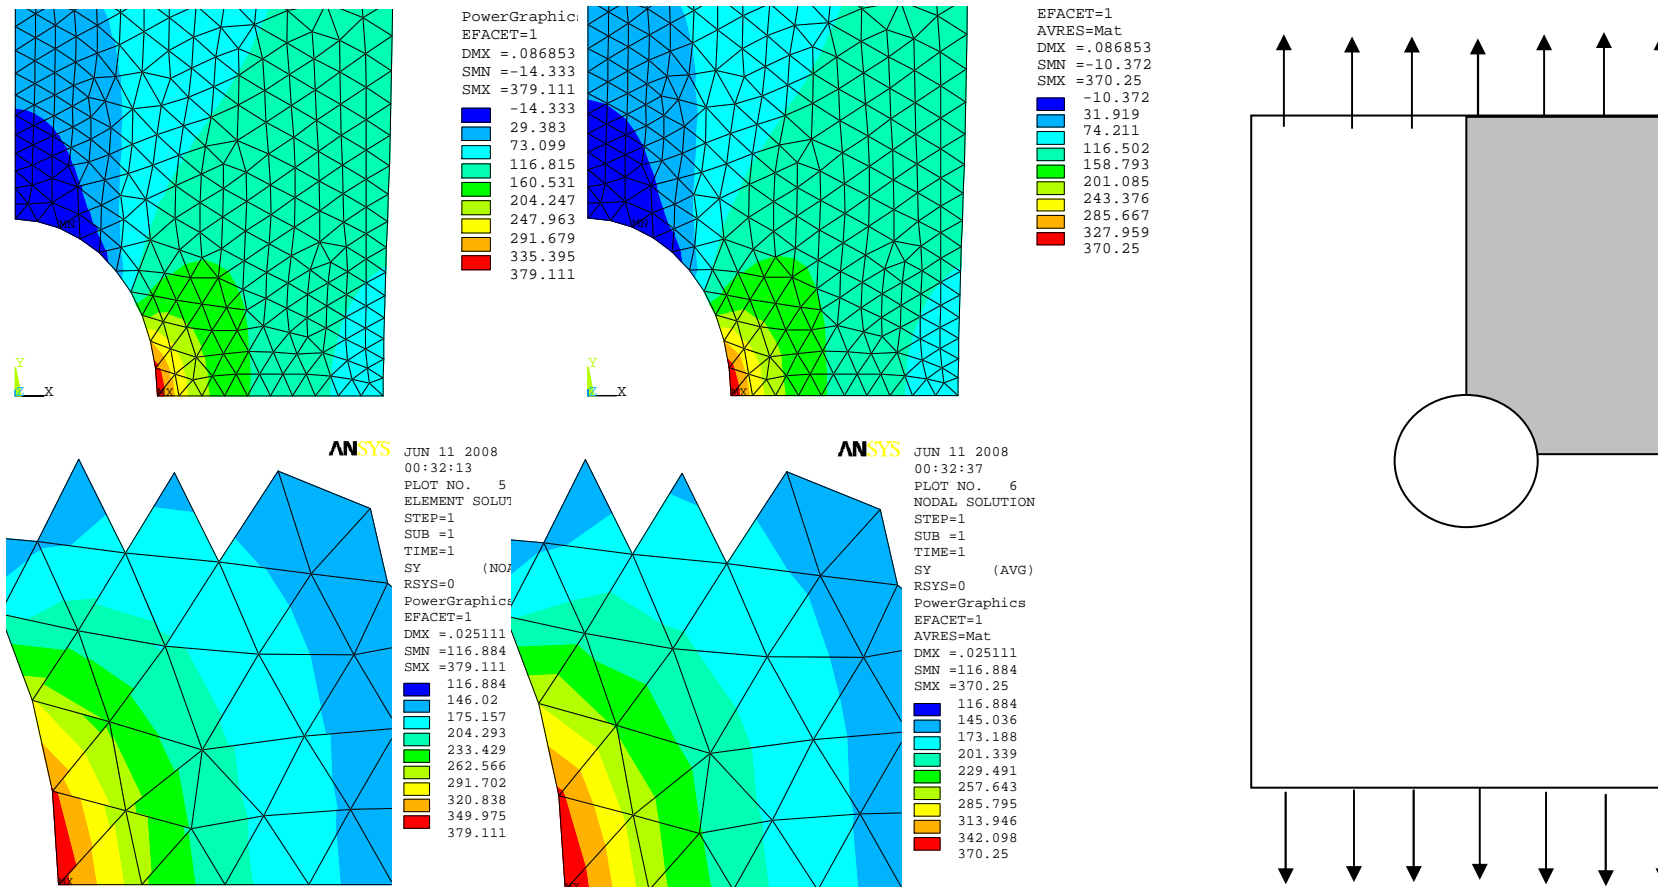 PowerGraphics
EFACET=1
DMX =.086853
SMN =-14.333
SMX =379.111
-14.333
29.383
73.099
116.815
160.531
204.247
247.963
291.679
335.395
379.111
MX
Y
Z X
EFACET=1
AVRES=Mat
DMX =.086853
SMN =-10.372
SMX =370.25
-10.372
31.919
74.211
116.502
158.793
201.085
243.376
285.667
327.959
370.25
MX
Y
Z X
ANSYS
JUN 11 2008
00:32:13
PLOT NO. 5
ELEMENT SOLUT
STEP=1
SUB =1
TIME=1
SY (NOA
RSYS=0
PowerGraphics
EFACET=1
DMX =.025111
SMN =116.884
SMX =379.111
116.884
146.02
175.157
204.293
233.429
262.566
291.702
320.838
349.975
379.111
MX
ANSYS
JUN 11 2008
00:32:37
PLOT NO. 6
NODAL SOLUTION
STEP=1
SUB =1
TIME=1
SY (AVG)
RSYS=0
PowerGraphics
EFACET=1
AVRES=Mat
DMX =.025111
SMN =116.884
SMX =370.25
116.884
145.036
173.188
201.339
229.491
257.643
285.795
313.946
342.098
370.25
MX